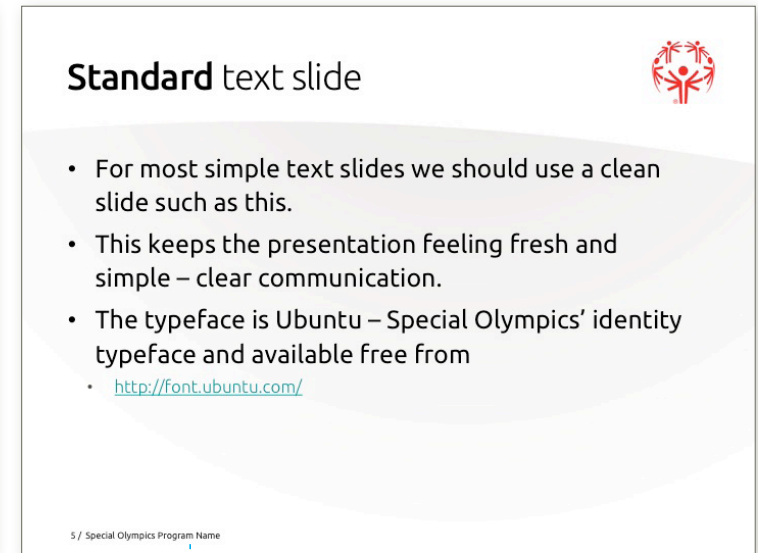 Standard text slide
• For most simple text slides we should use a clean
slide such as this.
• This keeps the presentation feeling fresh and
simple – clear communication.
• The typeface is Ubuntu – Special Olympics’ identity
typeface and available free from
• http://font.ubuntu.com/
5 / Special Olympics Program Name